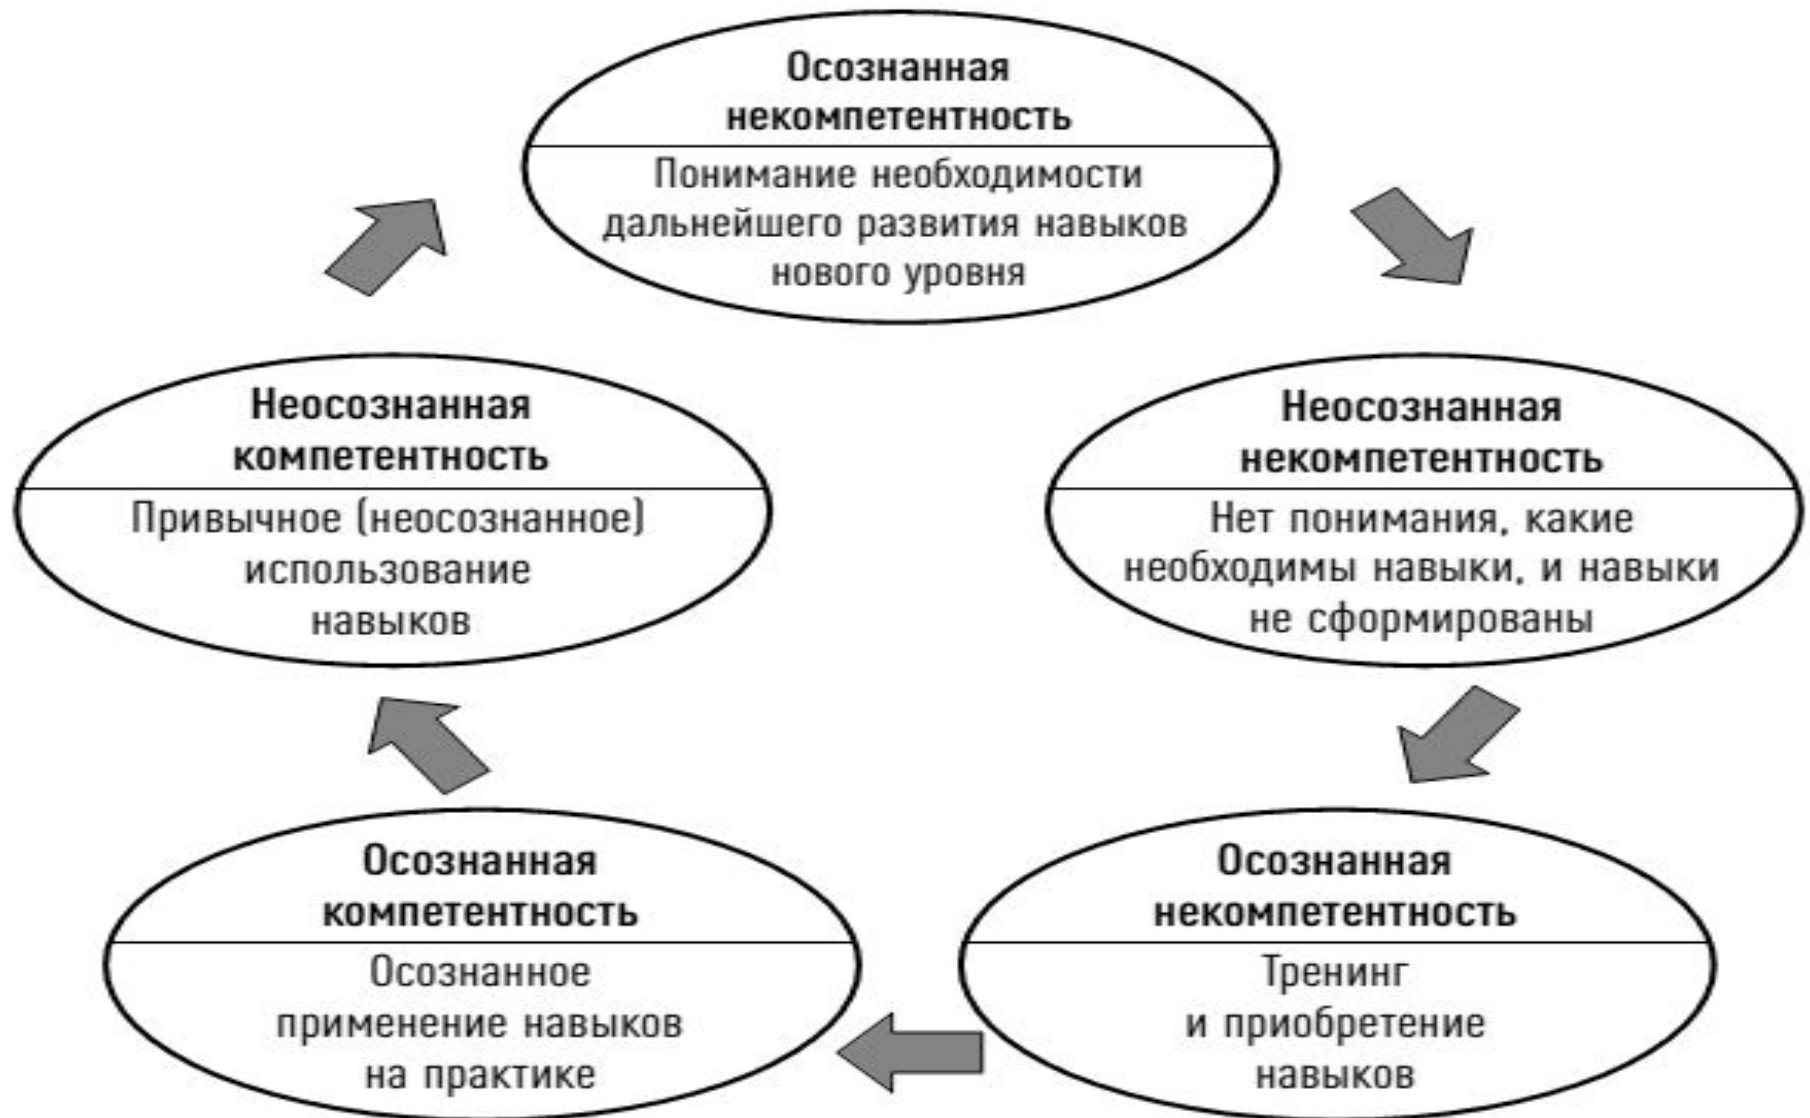 Осознанная
некомпетентность
Понимание необходимости
дальнейшего развития навыков
нового уровня
Неосознанная
компетентность
Привычное (неосознанное)
использование
навыков
Неосознанная
некомпетентность
Нет понимания, какие
необходимы навыки, и навыки
не сформированы
Осознанная
компетентность
Осознанное
применение навыков
на практике
Осознанная
некомпетентность
Тренинг
и приобретение
навыков